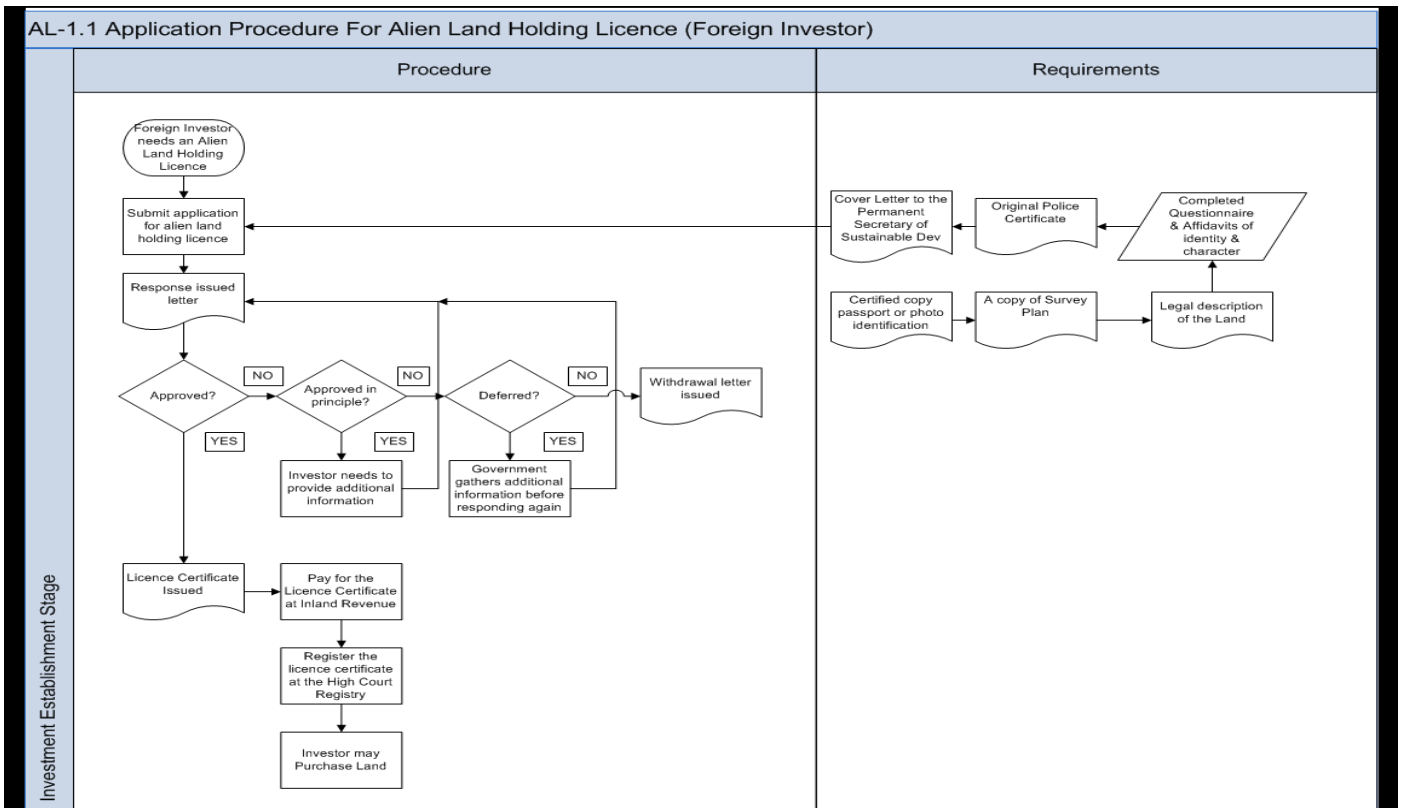 AL-1.1 Application Procedure For Alien Land Holding Licence (Foreign Investor)
Procedure
Requirements
Investment Establishment Stage
Foreign Investor
needs an Alien
Land Holding
Licence
Submit application
for alien land
holding licence
Response issued
letter
Approved?
NO
YES
Approved in
principle?
NO
YES
Deferred?
NO
YES
Withdrawal letter
issued
Investor needs to
provide additional
information
Government
gathers additional
information before
responding again
Licence Certificate
Issued
Pay for the
Licence Certificate
at Inland Revenue
Register the
licence certificate
at the High Court
Registry
Investor may
Purchase Land
Cover Letter to the
Permanent
Secretary of
Sustainable Dev
Original Police
Certificate
Completed
Questionnaire
& Affidavits of
identity &
character
Certified copy
passport or photo
identification
A copy of Survey
Plan
Legal description
of the Land